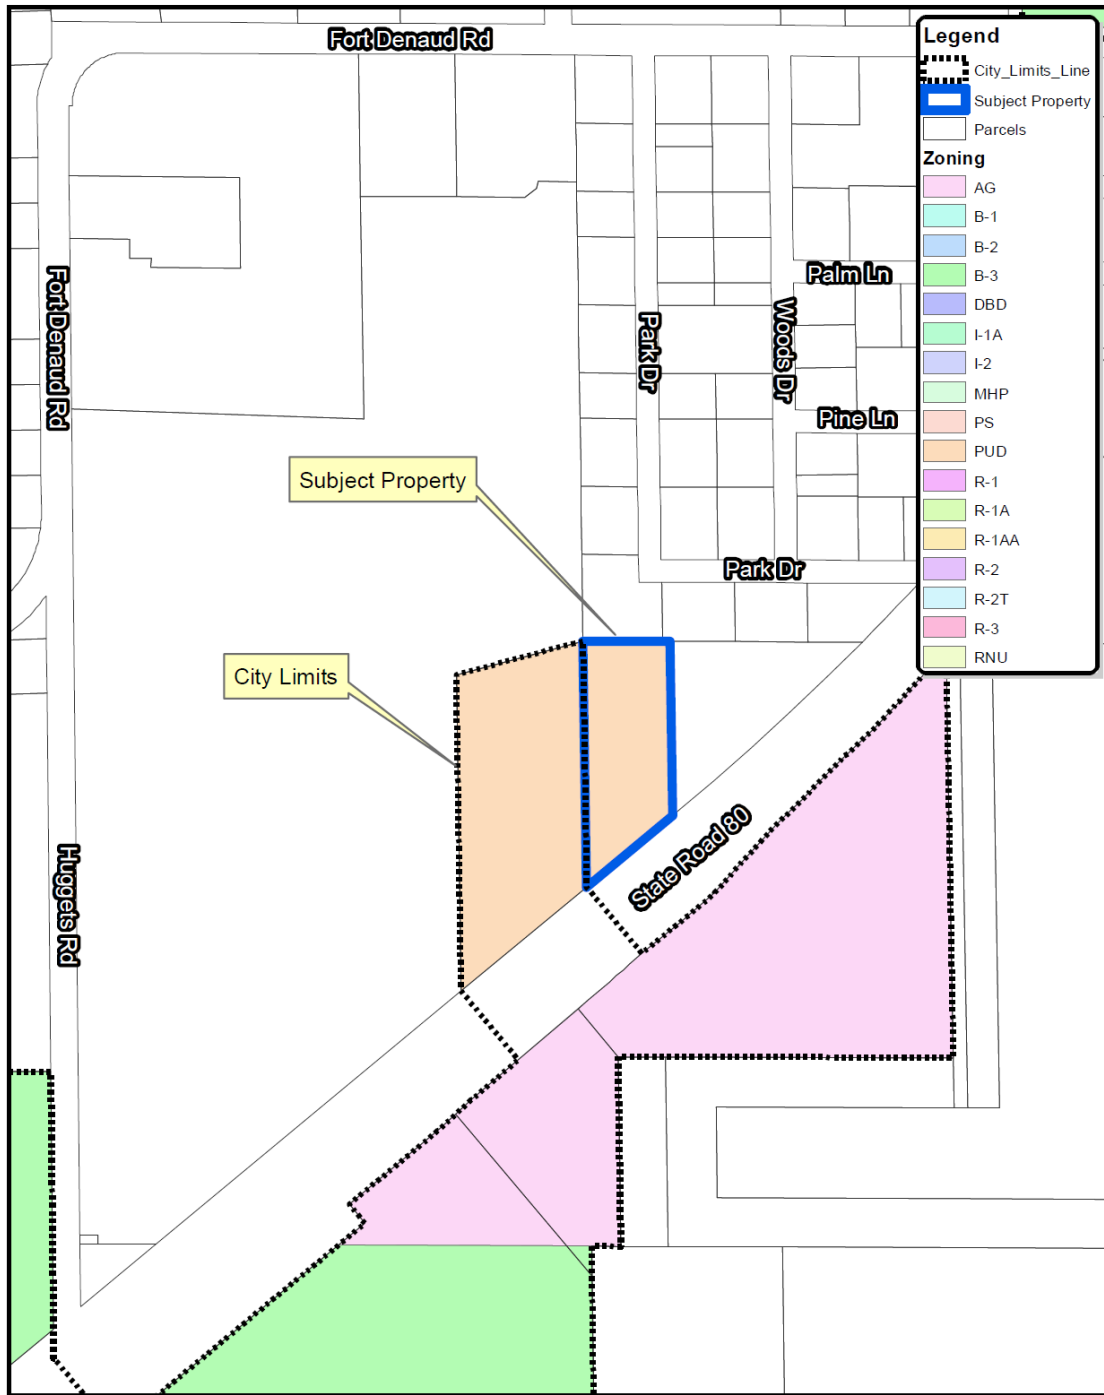 Fort Denaud Rd
Legend
City_Limits_Line
Subject Property
Parcels
Zoning
AG
B-1
B-2
B-3
DBD
I-1A
I-2
MHP
PS
PUD
R-1
R-1A
R-1AA
R-2
R-2T
R-3
RNU
Palm Ln
Fort Denaud Rd
Park Dr
Woods Dr
Pine Ln
Subject Property
Park Dr
City Limits
State Road 80
Huggets Rd